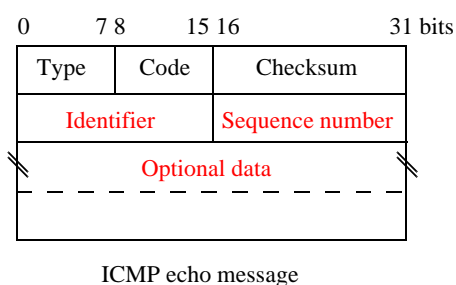 0 7 8 15 16 31 bits
Type Code Checksum
Identifier Sequence number
Optional data
ICMP echo message